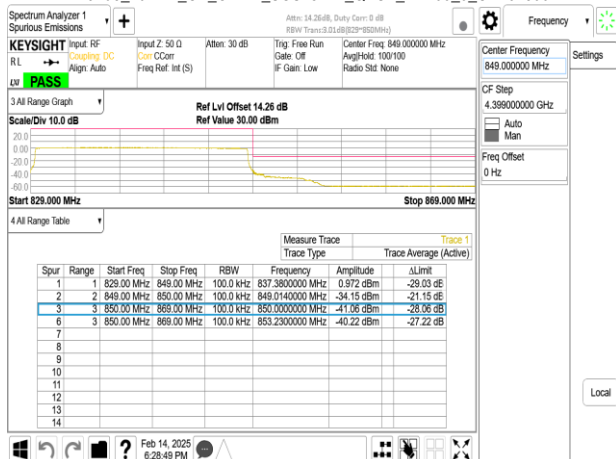 Spectrum Analyzer 1
Spurious Emissions
Attn: 14.26dB, Duty Cerr: 0 dB
RBW Trans:3.01dB(829~850MHz)
Frequency
Settings
KEYSIGHT Input: RF
Input Z: 50 Ω
Atten: 30 dB
Trig: Free Run
Center Freq: 849.000000 MHz
RL
Coupling: DC
Corr CCorr
Gate: Off
Avg|Hold: 100/100
Align: Auto
Freq Ref: Int (S)
IF Gain: Low
Radio Std: None
LXI
PASS
Center Frequency
849.000000 MHz
CF Step
4.399000000 GHz
Auto
Man
Freq Offset
0 Hz
3 All Range Graph
Ref Lvl Offset 14.26 dB
Scale/Div 10.0 dB
Ref Value 30.00 dBm
20.0
0.00
-20.0
-40.0
-60.0
Start 829.000 MHz
Stop 869.000 MHz
4 All Range Table
Measure Trace Trace 1
Trace Type Trace Average (Active)
Spur Range Start Freq Stop Freq RBW Frequency Amplitude ΔLimit
1 1 829.00 MHz 849.00 MHz 100.0 kHz 837.3800000 MHz 0.972 dBm -29.03 dB
2 2 849.00 MHz 850.00 MHz 100.0 kHz 849.0140000 MHz -34.15 dBm -21.15 dB
3 3 850.00 MHz 869.00 MHz 100.0 kHz 850.0000000 MHz -41.06 dBm -28.06 dB
6 3 850.00 MHz 869.00 MHz 100.0 kHz 853.2300000 MHz -40.22 dBm -27.22 dB
7
8
9
10
11
12
13
14
Local
Feb 14, 2025
6:28:49 PM